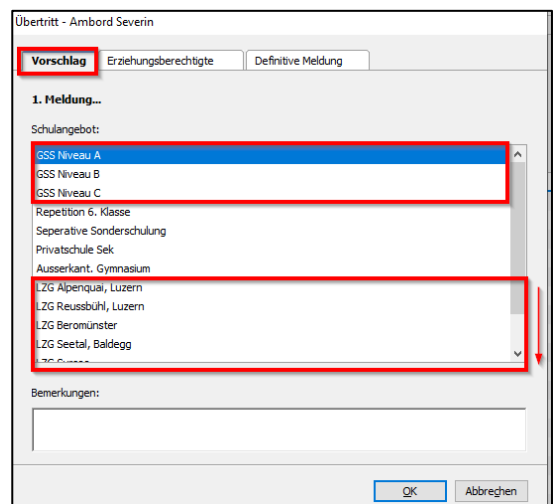 Übertritt - Ambord Severin
Vorschlag Erziehungsberechtigte Definitive Meldung
1. Meldung...
Schulangebot:
GSS Niveau A
GSS Niveau B
GSS Niveau C
Repetition 6. Klasse
Seperative Sonderschulung
Privatschule Sek
Ausserkant. Gymnasium
LZG Alpenquai, Luzern
LZG Reussbühl, Luzern
LZG Beromünster
LZG Seetal, Baldegg
Bemerkungen:
OK Abbrechen